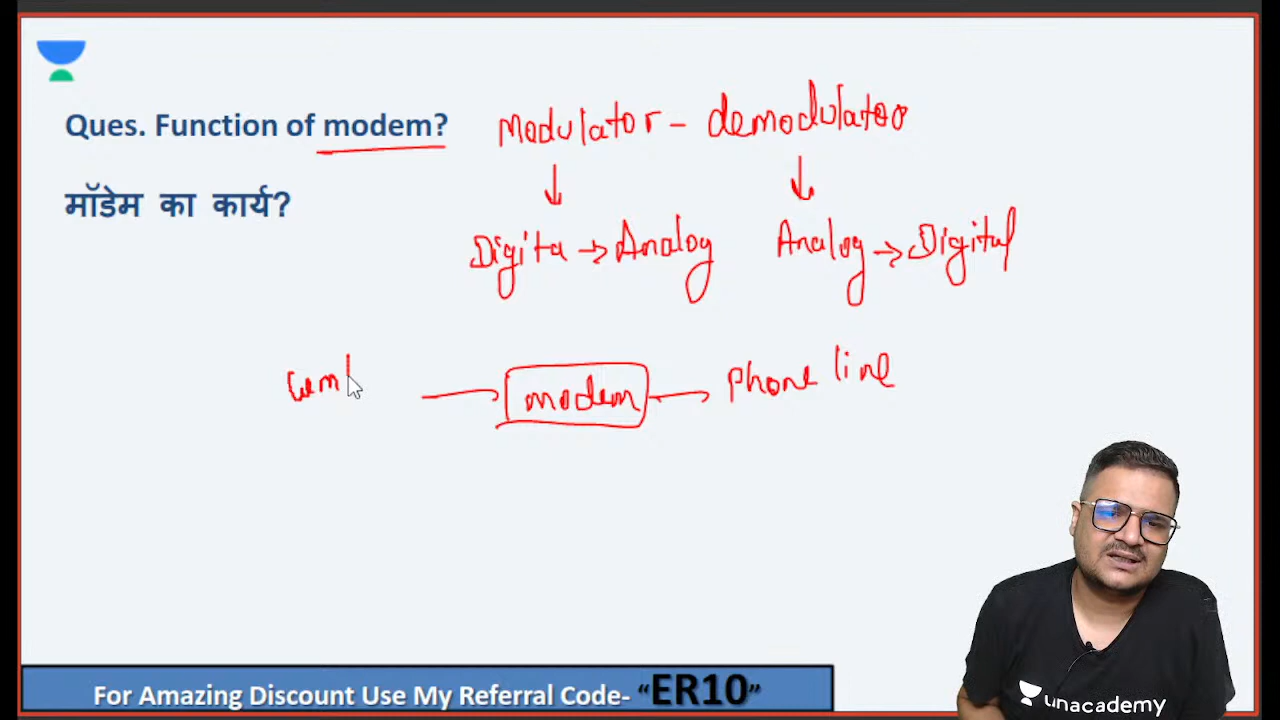 Ques. Function of modem?
मॉडेम का कार्य?
Modulator - demodulator
Digita → Analog Analog → Digital
modem phone line
For Amazing Discount Use My Referral Code- “ER10”
unacademy